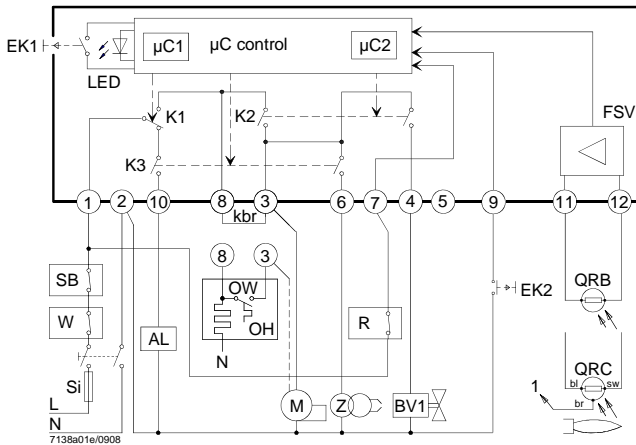 EK1
LED
µC1
µC control
µC2
K1
K2
K3
FSV
1
2
10
8
kbr
3
6
7
4
5
9
11
12
SB
W
Si
L
N
7138a01e/0908
AL
8
3
OW
OH
N
M
Z
R
BV1
EK2
QRB
QRC
bl
sw
br
1